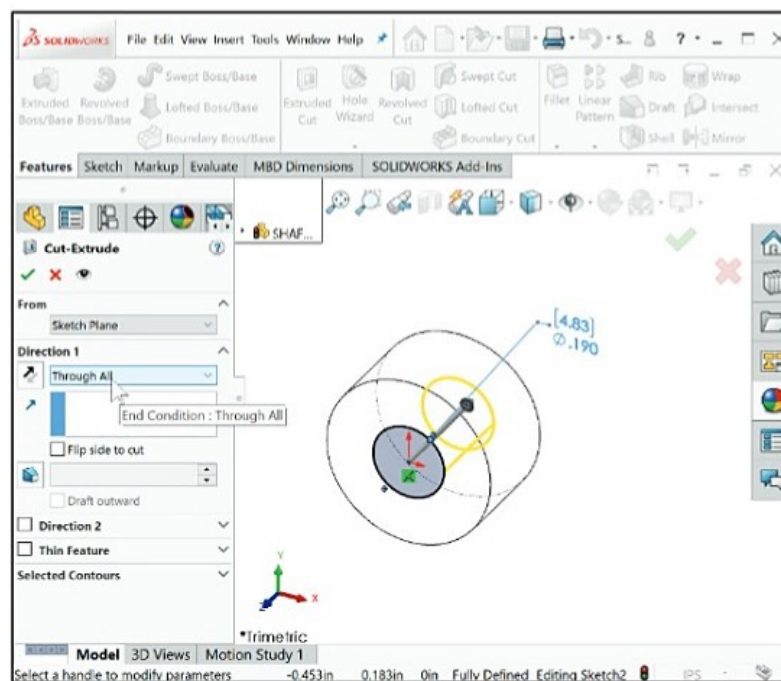 SOLIDWORKS File Edit View Insert Tools Window Help S... ?
Extruded Boss/Base
Revolved Boss/Base
Swept Boss/Base
Lofted Boss/Base
Boundary Boss/Base
Extruded Cut
Hole Wizard
Revolved Cut
Swept Cut
Lofted Cut
Boundary Cut
Fillet
Linear Pattern
Rib
Draft
Shell
Wrap
Intersect
Mirror
Features Sketch Markup Evaluate MBD Dimensions SOLIDWORKS Add-Ins
SHAF...
Cut-Extrude
From
Sketch Plane
Direction 1
Through All
End Condition : Through All
Flip side to cut
Draft outward
Direction 2
Thin Feature
Selected Contours
[4.83]
Ø.190
Y
X
Z
*Trimetric
Model 3D Views Motion Study 1
Select a handle to modify parameters -0.453in 0.183in 0in Fully Defined Editing Sketch2 IPS -